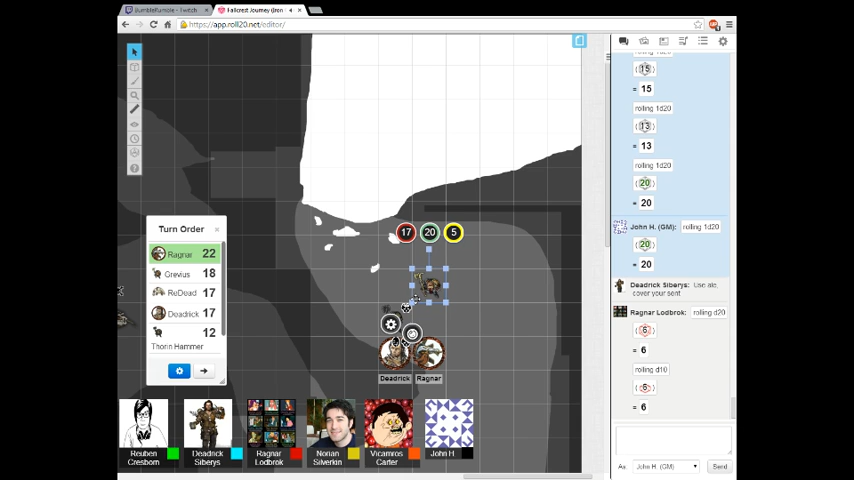 BumbleRumble - Twitch
Fallcrest Journey (Iron
https://app.roll20.net/editor/
15
= 15
rolling 1d20
13
= 13
rolling 1d20
20
= 20
John H. (GM): rolling 1d20
20
= 20
Deadrick Siberys: Use ale,
cover your sent
Ragnar Lodbrok: rolling d20
6
= 6
rolling d10
6
= 6
As: John H. (GM)
Send
17 20 5
Turn Order
Ragnar 22
Grevius 18
ReDead 17
Deadrick 17
12
Thorin Hammer
Deadrick
Ragnar
Reuben
Cresborn
Deadrick
Siberys
Ragnar
Lodbrok
Norian
Silverkin
Vicamros
Carter
John H